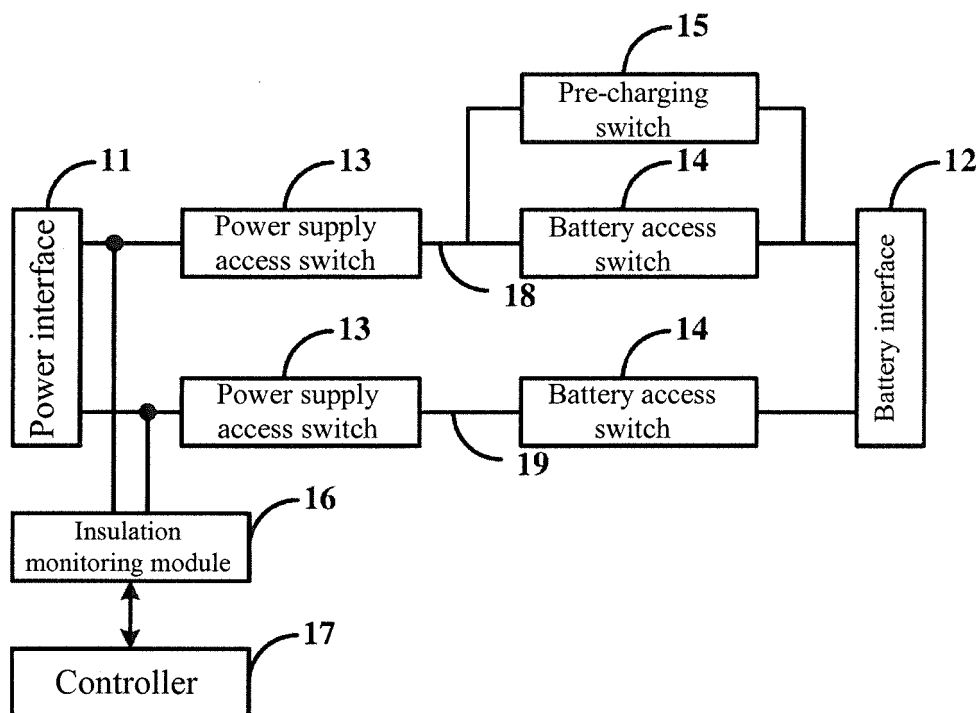 15
Pre-charging
switch
11
13
14
12
Power interface
Power supply
access switch
Battery access
switch
Battery interface
18
13
14
Power supply
access switch
Battery access
switch
19
16
Insulation
monitoring module
17
Controller